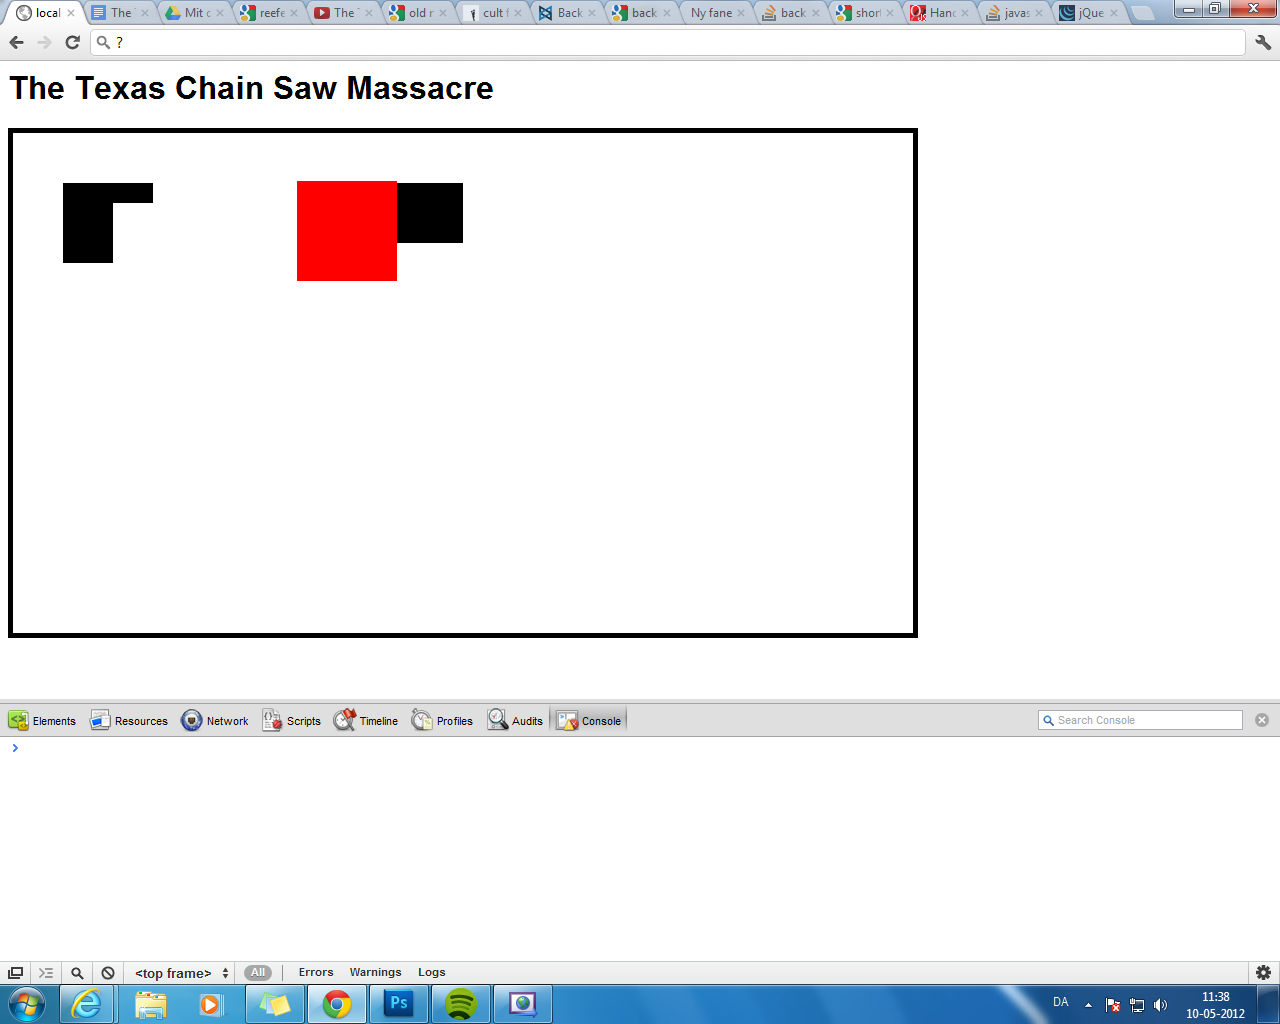 local The Mit reefe The old r cult f Back back Ny fane back short Hand javas jQue
?
The Texas Chain Saw Massacre
Elements Resources Network Scripts Timeline Profiles Audits Console Search Console
<top frame> All Errors Warnings Logs
Ps DA 11:38
10-05-2012